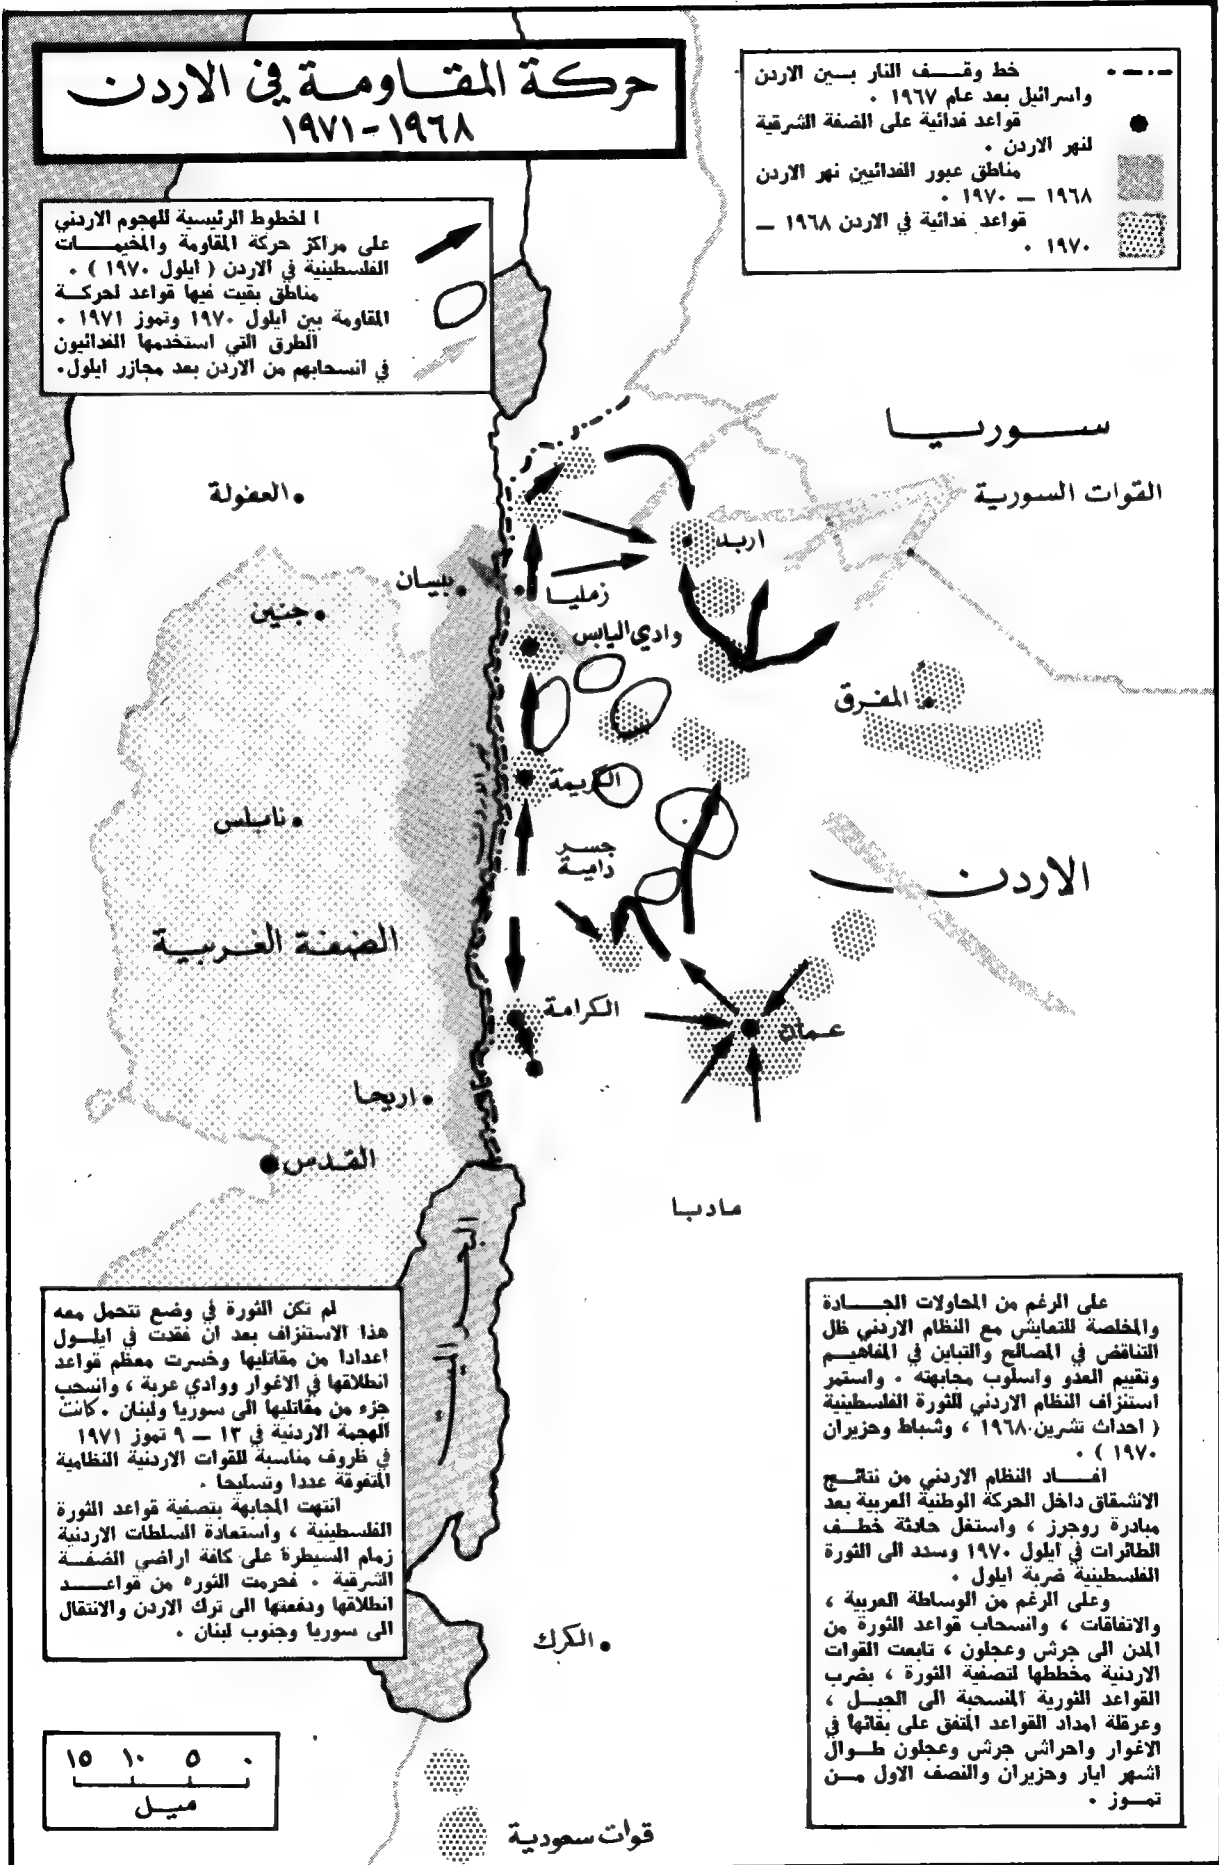 حركة المقاومة في الاردن
١٩٦٨-١٩٧١
خط وقف النار بين الاردن
واسرائيل بعد عام ١٩٦٧ .
قواعد فدائية على الضفة الشرقية
لنهر الاردن .
مناطق عبور الفدائيين نهر الاردن
١٩٦٨ — ١٩٧٠ .
قواعد فدائية في الاردن ١٩٦٨ —
١٩٧٠ .
الخطوط الرئيسية للهجوم الاردني
على مراكز حركة المقاومة والمخيمات
الفلسطينية في الاردن ( ايلول ١٩٧٠ ) .
مناطق بقيت فيها قواعد لحركة
المقاومة بين ايلول ١٩٧٠ وتموز ١٩٧١ .
الطرق التي استخدمها الفدائيون
في انسحابهم من الاردن بعد مجازر ايلول.
سوريا
القوات السورية
العفولة
اربد
بيسان
زمليا
جنين
وادي اليابس
المفرق
الكريمة
نهر الاردن
نابلس
جسر
دامية
الاردن
الضفة الغربية
الكرامة
عمان
اريحا
القدس
مادبا
البحر الميت
لم تكن الثورة في وضع تتحمل معه
هذا الاستنزاف بعد ان فقدت في ايلول
اعدادا من مقاتليها وخسرت معظم قواعد
انطلاقها في الاغوار ووادي عربة ، وانسحب
جزء من مقاتليها الى سوريا ولبنان . كانت
الهجمة الاردنية في ١٣ — ٩ تموز ١٩٧١
في ظروف مناسبة للقوات الاردنية النظامية
المتفوقة عددا وتسليحا .
انتهت المجابهة بتصفية قواعد الثورة
الفلسطينية ، واستعادة السلطات الاردنية
زمام السيطرة على كافة اراضي الضفة
الشرقية . فحرمت الثوره من قواعد
انطلاقها ودفعتها الى ترك الاردن والانتقال
الى سوريا وجنوب لبنان .
على الرغم من المحاولات الجادة
والمخلصة للتعايش مع النظام الاردني ظل
التناقض في المصالح والتباين في المفاهيم
وتقييم العدو واسلوب مجابهته . واستمر
استنزاف النظام الاردني للثورة الفلسطينية
( احداث تشرين ١٩٦٨ ، وشباط وحزيران
١٩٧٠ ) .
افاد النظام الاردني من نتائج
الانشقاق داخل الحركة الوطنية العربية بعد
مبادرة روجرز ، واستغل حادثة خطف
الطائرات في ايلول ١٩٧٠ وسدد الى الثورة
الفلسطينية ضربة ايلول .
وعلى الرغم من الوساطة العربية ،
والاتفاقات ، وانسحاب قواعد الثورة من
المدن الى جرش وعجلون ، تابعت القوات
الاردنية مخططها لتصفية الثورة ، بضرب
القواعد الثورية المنسحبة الى الجبل ،
وعرقلة امداد القواعد المتفق على بقائها في
الاغوار واحراش جرش وعجلون طوال
اشهر ايار وحزيران والنصف الاول من
تموز .
الكرك
١٥ ١٠ ٥ ٠
ميل
قوات سعودية